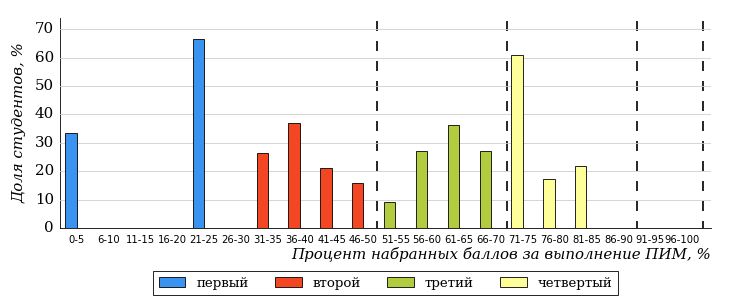 Доля студентов, %
70
60
50
40
30
20
10
0
0-5 6-10 11-15 16-20 21-25 26-30 31-35 36-40 41-45 46-50 51-55 56-60 61-65 66-70 71-75 76-80 81-85 86-90 91-95 96-100
Процент набранных баллов за выполнение ПИМ, %
первый второй третий четвертый